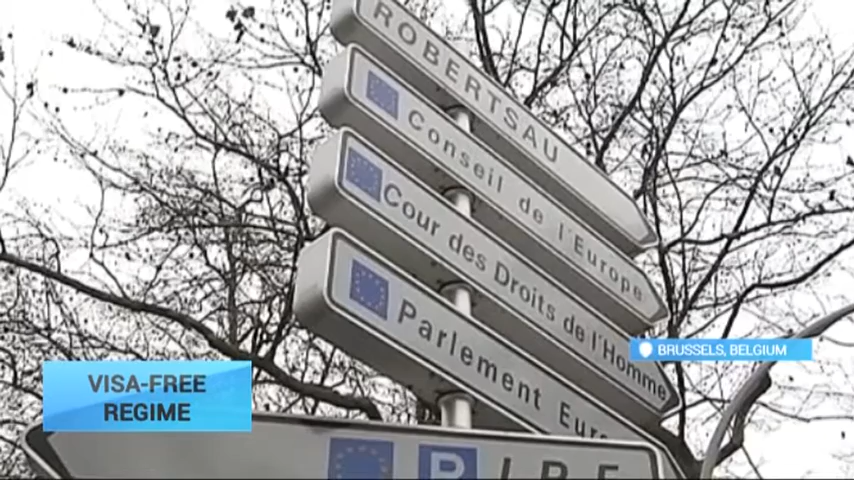 ROBERTSAU
Conseil de l'Europe
Cour des Droits de l'Homme
Parlement
BRUSSELS, BELGIUM
VISA-FREE
REGIME
P